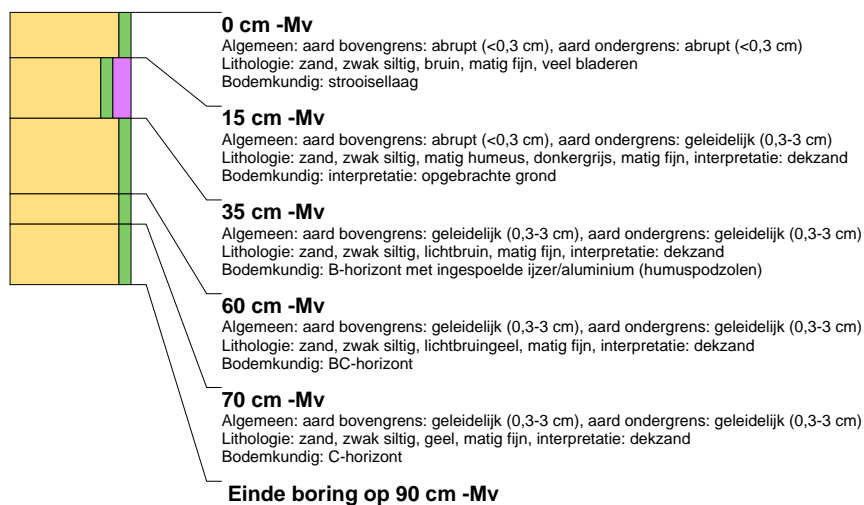 0 cm -Mv
Algemeen: aard bovengrens: abrupt (<0,3 cm), aard ondergrens: abrupt (<0,3 cm)
Lithologie: zand, zwak siltig, bruin, matig fijn, veel bladeren
Bodemkundig: strooisellaag
15 cm -Mv
Algemeen: aard bovengrens: abrupt (<0,3 cm), aard ondergrens: geleidelijk (0,3-3 cm)
Lithologie: zand, zwak siltig, matig humeus, donkergrijs, matig fijn, interpretatie: dekzand
Bodemkundig: interpretatie: opgebrachte grond
35 cm -Mv
Algemeen: aard bovengrens: geleidelijk (0,3-3 cm), aard ondergrens: geleidelijk (0,3-3 cm)
Lithologie: zand, zwak siltig, lichtbruin, matig fijn, interpretatie: dekzand
Bodemkundig: B-horizont met ingespoelde ijzer/aluminium (humuspodzolen)
60 cm -Mv
Algemeen: aard bovengrens: geleidelijk (0,3-3 cm), aard ondergrens: geleidelijk (0,3-3 cm)
Lithologie: zand, zwak siltig, lichtbruingeel, matig fijn, interpretatie: dekzand
Bodemkundig: BC-horizont
70 cm -Mv
Algemeen: aard bovengrens: geleidelijk (0,3-3 cm), aard ondergrens: geleidelijk (0,3-3 cm)
Lithologie: zand, zwak siltig, geel, matig fijn, interpretatie: dekzand
Bodemkundig: C-horizont
Einde boring op 90 cm -Mv